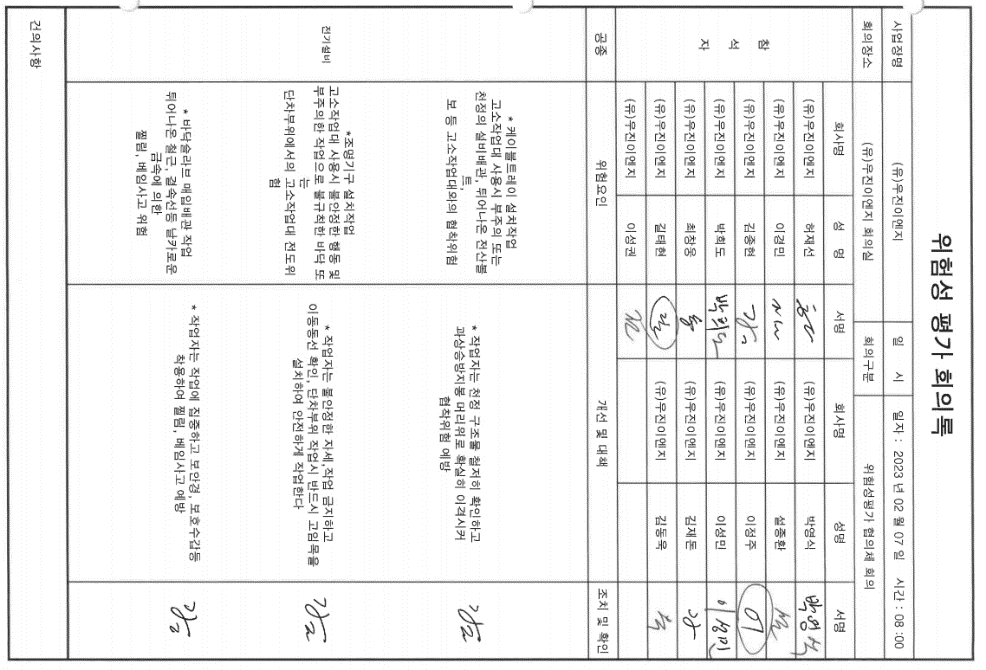 위험성 평가 회의록
사업장명 (유)우진이엔지 일 시 일자 : 2023 년 02 월 07 일 시간 : 08 :00
회의장소 (유)우진이엔지 회의실 회의구분 위험성평가 협의체 회의
참석자 회사명 성 명 서명 회사명 성명 서명
(유)우진이엔지 허재선 (유)우진이엔지 박영식 박영식
(유)우진이엔지 이경민 (유)우진이엔지 설종환
(유)우진이엔지 김종현 (유)우진이엔지 이정주 이
(유)우진이엔지 박희도 박희도 (유)우진이엔지 이성민 이성민
(유)우진이엔지 최창웅 (유)우진이엔지 김재돈
(유)우진이엔지 김태현 (유)우진이엔지 김동욱
(유)우진이엔지 이성권
공종 위험요인 개선 및 대책 조치 및 확인
전기설비
* 케이블트레이 설치작업
고소작업대 사용시 부주의 또는
천정의 설비배관, 튀어나온 전산볼
트,
보등 고소작업대와의 협착위험
* 작업자는 천정 구조물 철저히 확인하고
과상승방지봉 머리위로 확실히 이격시켜
협착위험 예방
*조명기구 설치작업
고소작업대 사용시 불안정한 행동 및
부주의한 작업으로 불규칙한 바닥 또
는
단차부위에서의 고소작업대 전도위
험
* 작업자는 불안정한 자세,작업 금지하고
이동동선 확인, 단차부위 작업시 반드시 고임목을
설치하여 안전하게 작업한다
* 바닥슬라브 매입배관 작업
튀어나온 철근, 결속선등 날카로운
금속에 의한
찔림, 베임사고 위험
* 작업자는 작업에 집중하고 보안경, 보호수갑등
착용하여 찔림, 베임사고 예방
건의사항